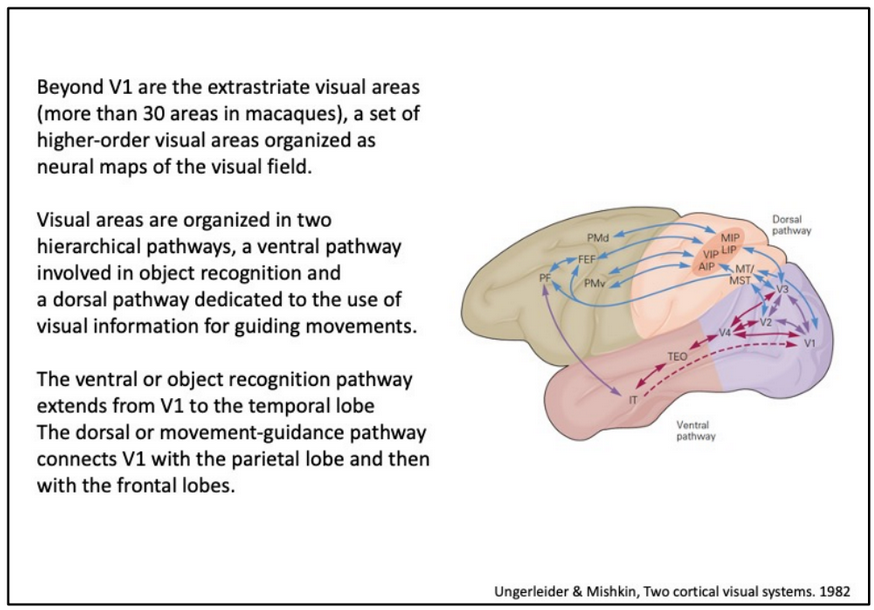 Beyond V1 are the extrastriate visual areas
(more than 30 areas in macaques), a set of
higher-order visual areas organized as
neural maps of the visual field.
Visual areas are organized in two
hierarchical pathways, a ventral pathway
involved in object recognition and
a dorsal pathway dedicated to the use of
visual information for guiding movements.
The ventral or object recognition pathway
extends from V1 to the temporal lobe
The dorsal or movement-guidance pathway
connects V1 with the parietal lobe and then
with the frontal lobes.
Dorsal
pathway
PMd
MIP
LIP
VIP
AIP
FEF
PF
PMv
MT/
MST
V3
V2
V4
V1
TEO
IT
Ventral
pathway
Ungerleider & Mishkin, Two cortical visual systems. 1982